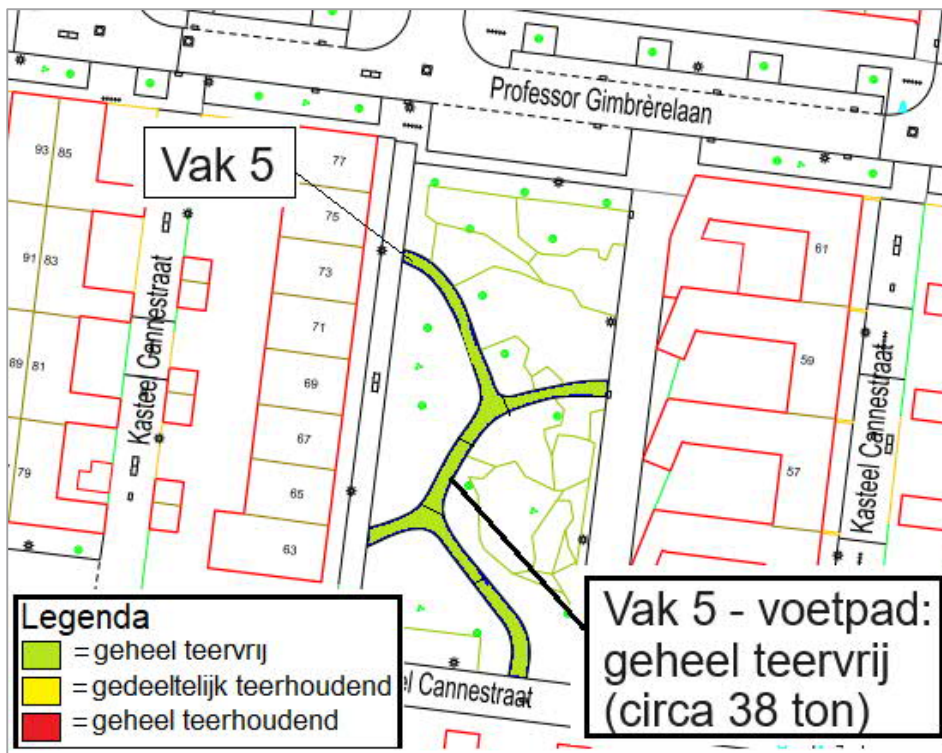 Professor Gimbrèrelaan
Vak 5
93
85
77
75
91
83
73
61
71
89
81
69
59
67
79
65
57
63
Kasteel Cannestraat
Kasteel Cannestraat
el Cannestraat
Legenda
= geheel teervrij
= gedeeltelijk teerhoudend
= geheel teerhoudend
Vak 5 - voetpad:
geheel teervrij
(circa 38 ton)